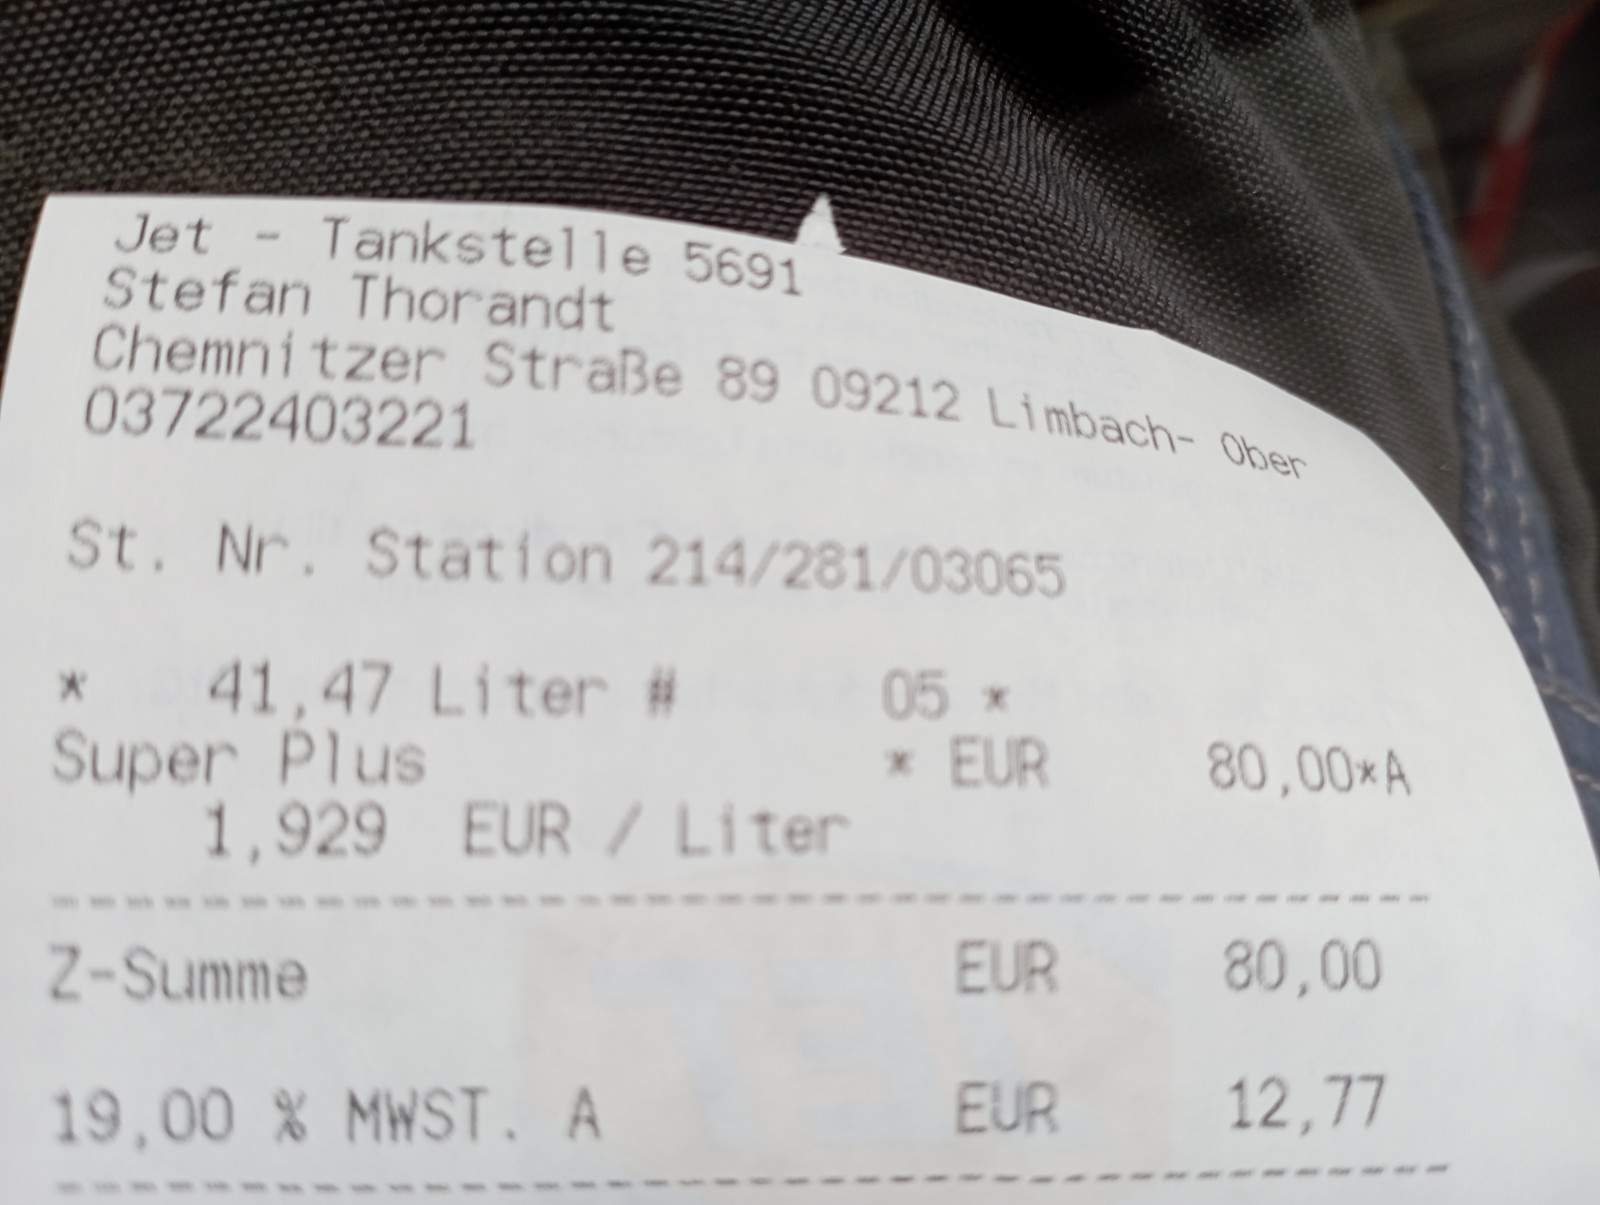 Jet - Tankstelle 5691
Stefan Thorandt
Chemnitzer Straße 89 09212 Limbach- Ober
03722403221
St. Nr. Station 214/281/03065
* 41,47 Liter # 05 *
Super Plus * EUR 80,00*A
1,929 EUR / Liter
Z-Summe EUR 80,00
19,00 % MWST. A EUR 12,77